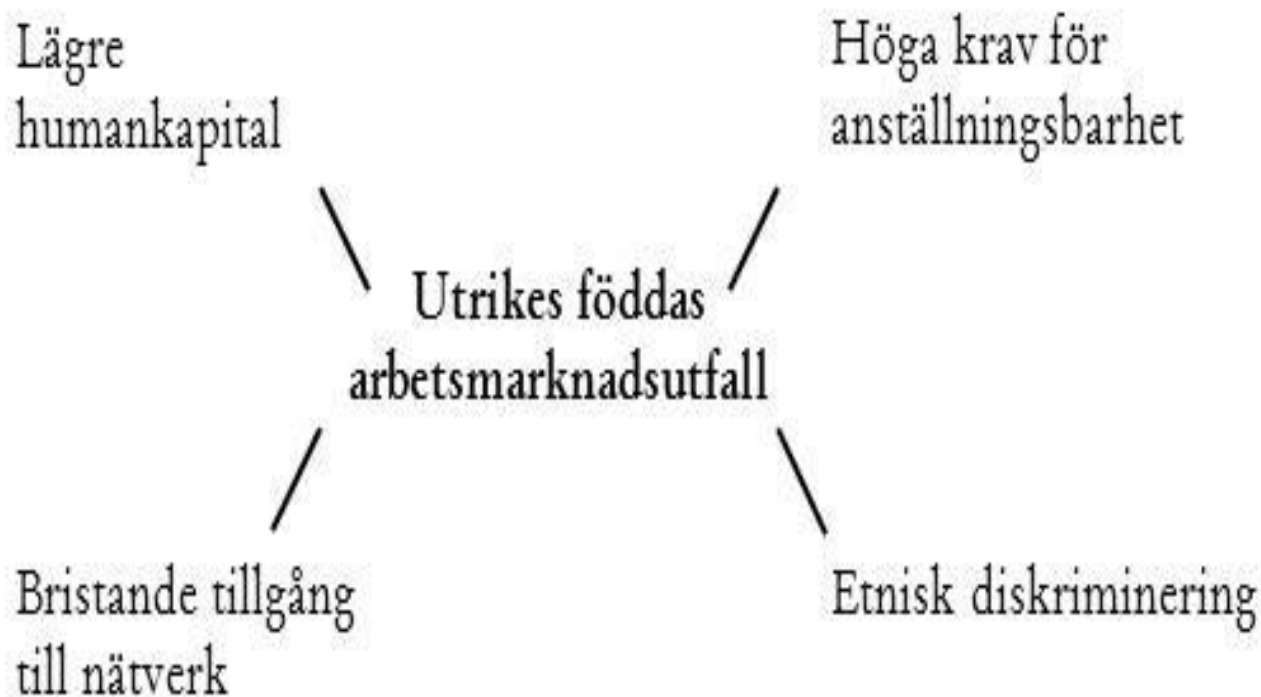 Lägre
humankapital
Höga krav för
anställningsbarhet
Utrikes föddas
arbetsmarknadsutfall
Bristande tillgång
till nätverk
Etnisk diskriminering